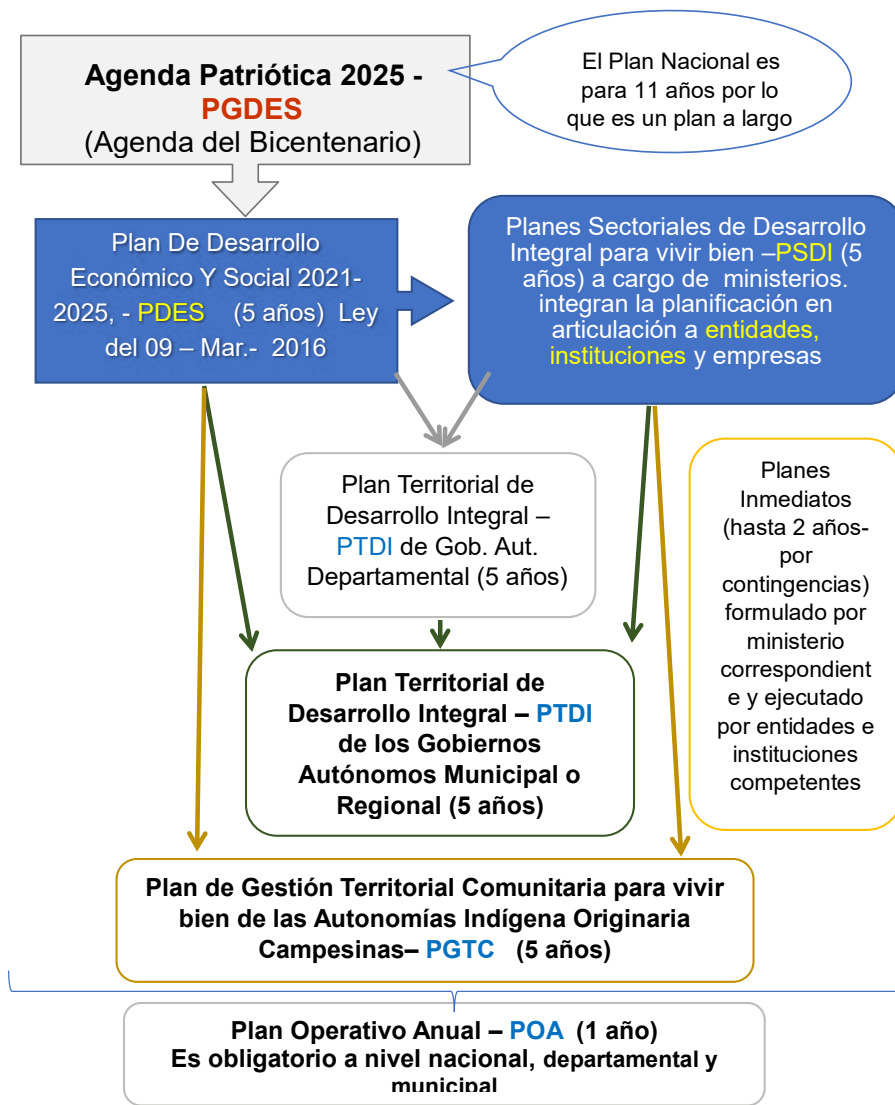 Agenda Patriótica 2025 -
PGDES
(Agenda del Bicentenario)
El Plan Nacional es
para 11 años por lo
que es un plan a largo
Plan De Desarrollo
Económico Y Social 2021-
2025, - PDES (5 años) Ley
del 09 – Mar.- 2016
Planes Sectoriales de Desarrollo
Integral para vivir bien –PSDI (5
años) a cargo de ministerios.
integran la planificación en
articulación a entidades,
instituciones y empresas
Plan Territorial de
Desarrollo Integral –
PTDI de Gob. Aut.
Departamental (5 años)
Planes
Inmediatos
(hasta 2 años-
por
contingencias)
formulado por
ministerio
correspondient
e y ejecutado
por entidades e
instituciones
competentes
Plan Territorial de
Desarrollo Integral – PTDI
de los Gobiernos
Autónomos Municipal o
Regional (5 años)
Plan de Gestión Territorial Comunitaria para vivir
bien de las Autonomías Indígena Originaria
Campesinas– PGTC (5 años)
Plan Operativo Anual – POA (1 año)
Es obligatorio a nivel nacional, departamental y
municipal